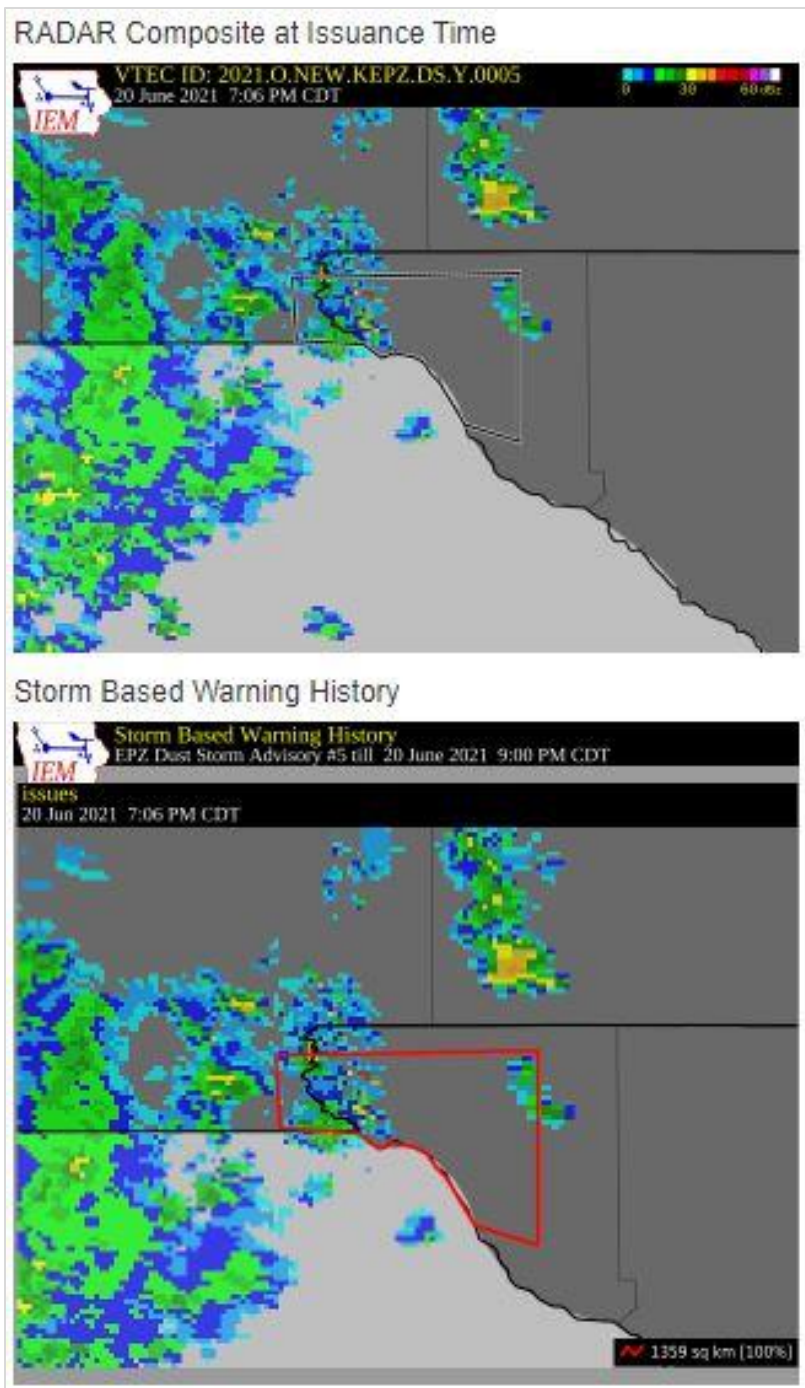 RADAR Composite at Issuance Time
IEM
VTEC ID: 2021.O.NEW.KEPZ.DS.Y.0005
20 June 2021 7:06 PM CDT
0 30 60 dBz
Storm Based Warning History
IEM
Storm Based Warning History
EPZ Dust Storm Advisory #5 till 20 June 2021 9:00 PM CDT
issues
20 Jun 2021 7:06 PM CDT
1359 sq km [100%]